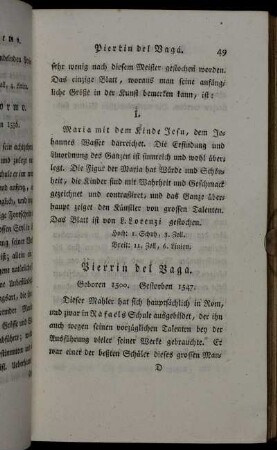 Pierrin del Vaga. 49
sehr wenig nach diesem Meister gestochen worden.
Das einzige Blatt, woraus man seine anfäng-
liche Größe in der Kunst bemerken kann, ist:
I.
Maria mit dem Kinde Jesu, dem Jo-
hannes Wasser darreichet. Die Erfindung und
Anordnung des Ganzen ist sinnreich und wohl über-
legt. Die Figur der Maria hat Würde und Schön-
heit, die Kinder sind mit Wahrheit und Geschmack
gezeichnet und contrastirt, und das Ganze über-
haupt zeiget den Künstler von grossen Talenten.
Das Blatt ist von L. Lorenzi gestochen.
Hoch: 1. Schuh, 3. Zoll.
Breit: 11. Zoll, 6. Linien.
Pierrin del Vaga.
Geboren 1500. Gestorben 1547.
Dieser Mahler hat sich hauptsächlich in Rom,
und zwar in Rafaels Schule ausgebildet, der ihn
auch wegen seinen vorzüglichen Talenten bey der
Ausführung vieler seiner Werke gebrauchte. Er
war einer der beßten Schüler dieses grossen Man-
D